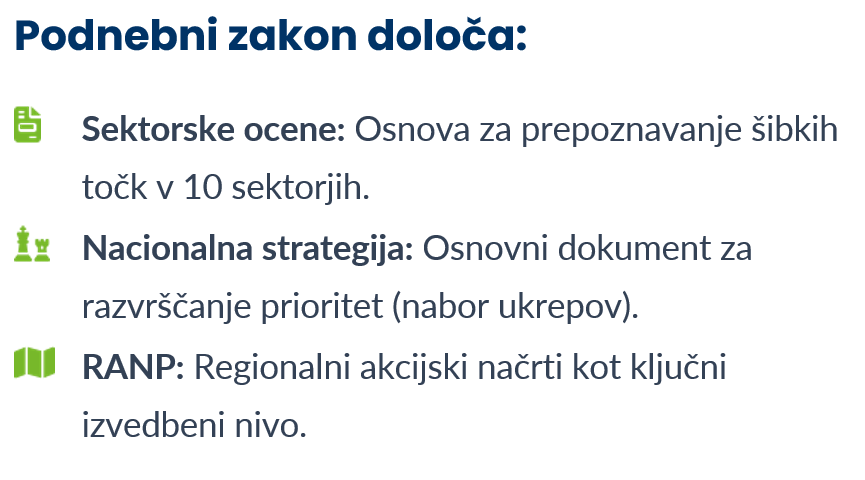 Podnebni zakon določa:
Sektorske ocene: Osnova za prepoznavanje šibkih
točk v 10 sektorjih.
Nacionalna strategija: Osnovni dokument za
razvrščanje prioritet (nabor ukrepov).
RANP: Regionalni akcijski načrti kot ključni
izvedbeni nivo.